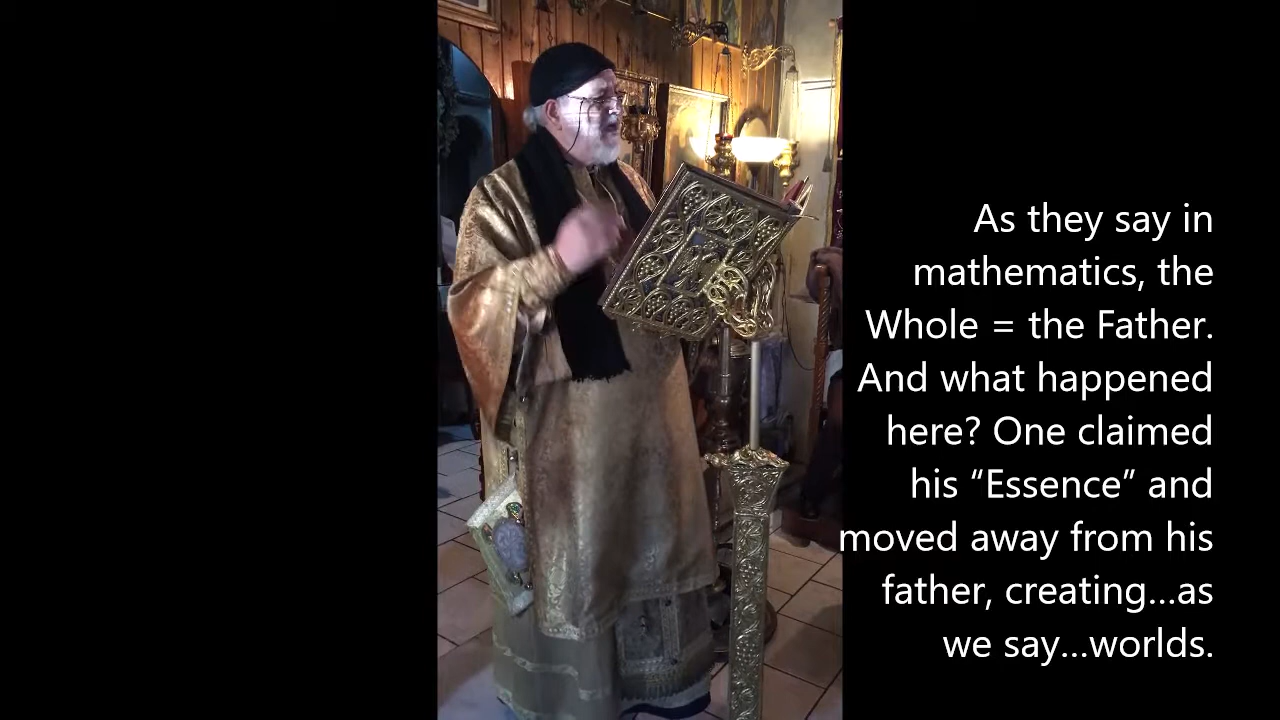 As they say in
mathematics, the
Whole = the Father.
And what happened
here? One claimed
his “Essence” and
moved away from his
father, creating…as
we say…worlds.